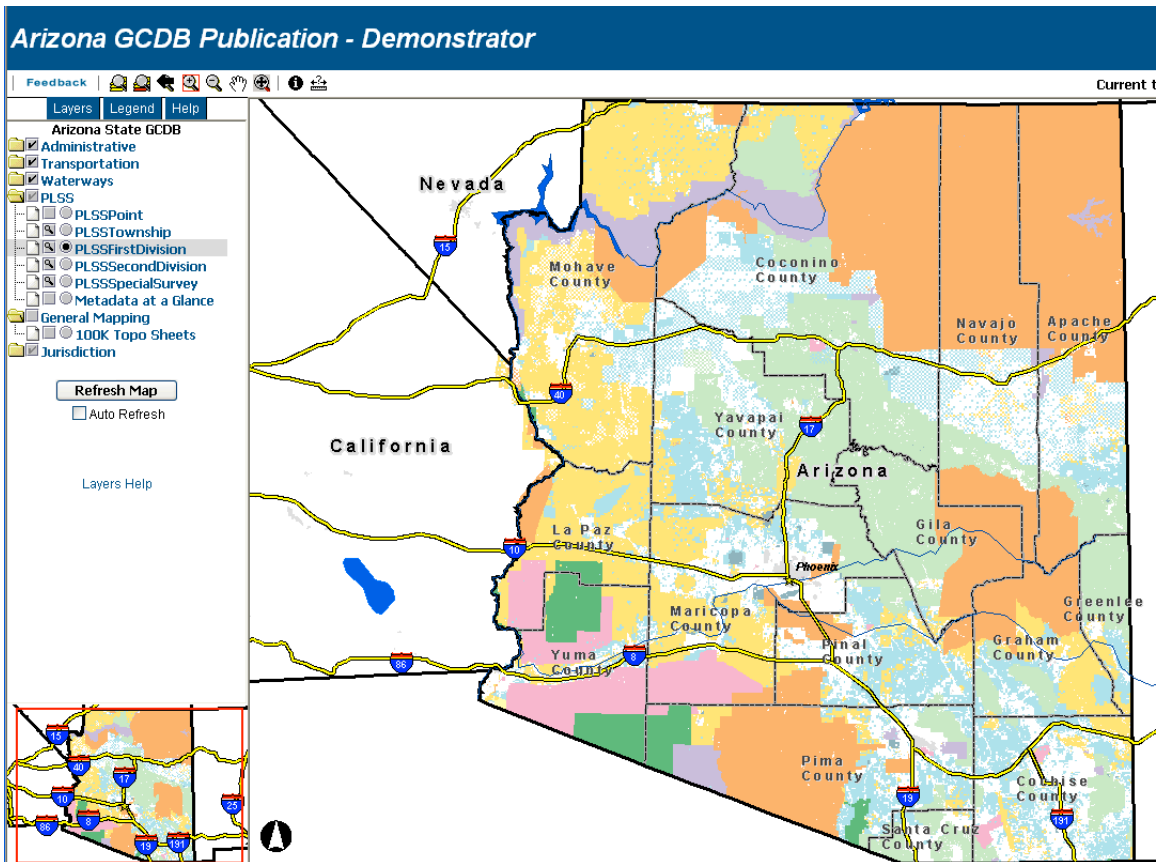 Arizona GCDB Publication - Demonstrator
Feedback
Current t
Layers
Legend
Help
Arizona State GCDB
Administrative
Transportation
Waterways
PLSS
PLSSPoint
PLSSTownship
PLSSFirstDivision
PLSSSecondDivision
PLSSSpecialSurvey
Metadata at a Glance
General Mapping
100K Topo Sheets
Jurisdiction
Refresh Map
Auto Refresh
Layers Help
Nevada
15
Mohave
County
Coconino
County
Navajo
County
Apache
County
40
Yavapai
County
17
California
Arizona
La Paz
County
10
Gila
County
Phoenix
Maricopa
County
Greenlee
County
Graham
County
Pinal
County
Yuma
County
8
86
Pima
County
Cochise
County
19
191
Santa Cruz
County
15
40
17
10
25
86
8
19
191